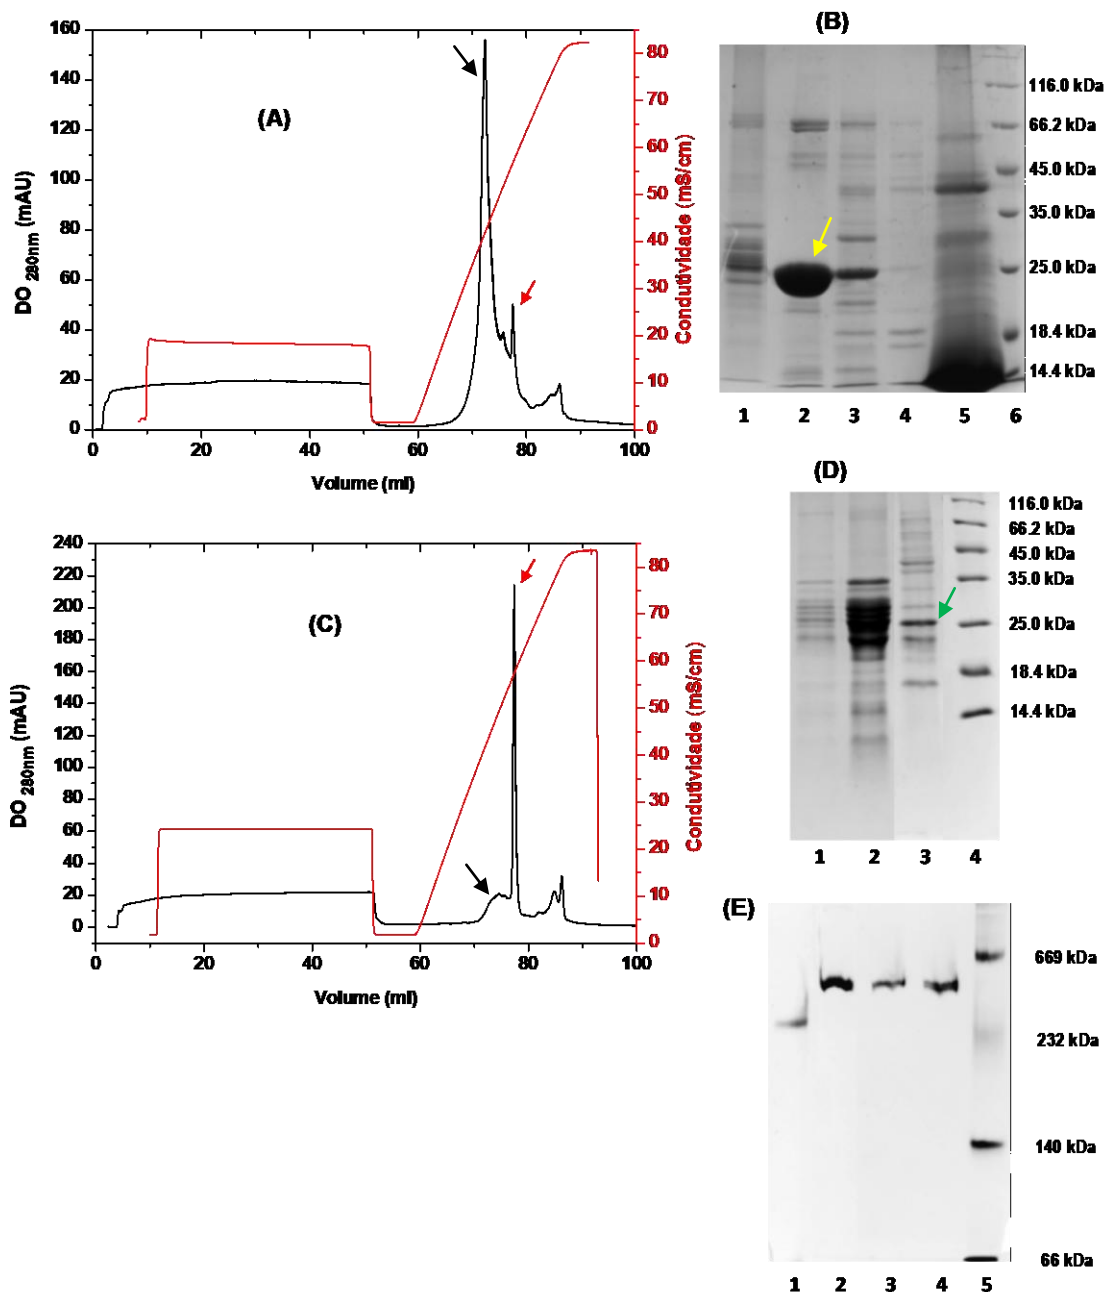 (A)
DO 280nm (mAU)
160
140
120
100
80
60
40
20
0
0 20 40 60 80 100
Volume (ml)
80
70
60
50
40
30
20
10
0
Condutividade (mS/cm)
(B)
116.0 kDa
66.2 kDa
45.0 kDa
35.0 kDa
25.0 kDa
18.4 kDa
14.4 kDa
1 2 3 4 5 6
(C)
DO 280nm (mAU)
240
220
200
180
160
140
120
100
80
60
40
20
0
0 20 40 60 80 100
Volume (ml)
80
70
60
50
40
30
20
10
0
Condutividade (mS/cm)
(D)
116.0 kDa
66.2 kDa
45.0 kDa
35.0 kDa
25.0 kDa
18.4 kDa
14.4 kDa
1 2 3 4
(E)
669 kDa
232 kDa
140 kDa
66 kDa
1 2 3 4 5